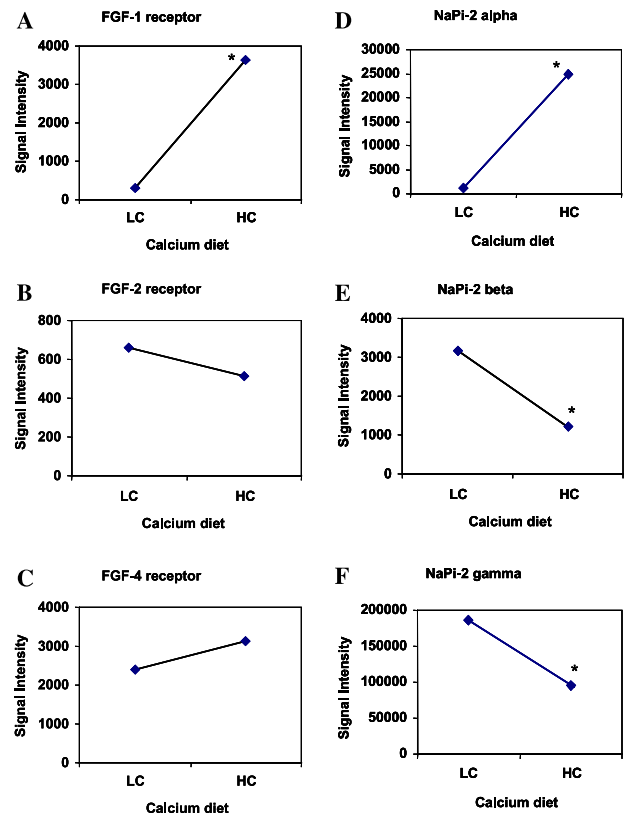 A
FGF-1 receptor
Signal Intensity
4000
3000
2000
1000
0
*
LC
HC
Calcium diet
B
FGF-2 receptor
Signal Intensity
800
600
400
200
0
LC
HC
Calcium diet
C
FGF-4 receptor
Signal Intensity
4000
3000
2000
1000
0
LC
HC
Calcium diet
D
NaPi-2 alpha
Signal Intensity
30000
25000
20000
15000
10000
5000
0
*
LC
HC
Calcium diet
E
NaPi-2 beta
Signal Intensity
4000
3000
2000
1000
0
*
LC
HC
Calcium diet
F
NaPi-2 gamma
Signal Intensity
200000
150000
100000
50000
0
*
LC
HC
Calcium diet